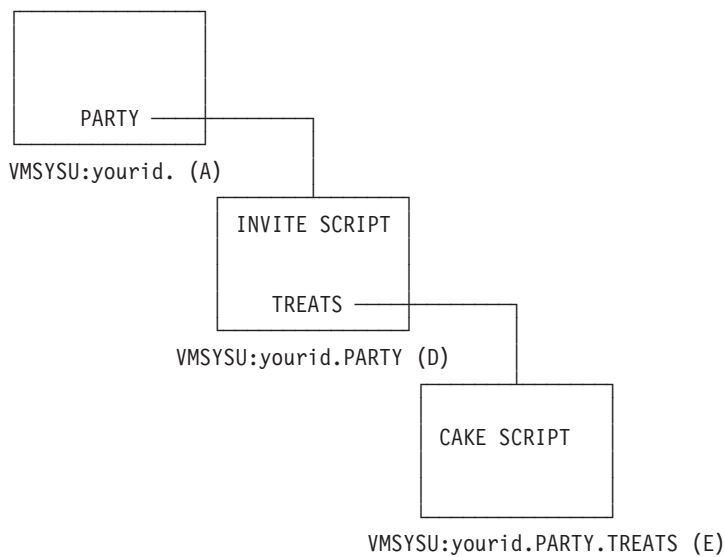 PARTY
VMSYSU:yourid. (A)
INVITE SCRIPT
TREATS
VMSYSU:yourid.PARTY (D)
CAKE SCRIPT
VMSYSU:yourid.PARTY.TREATS (E)